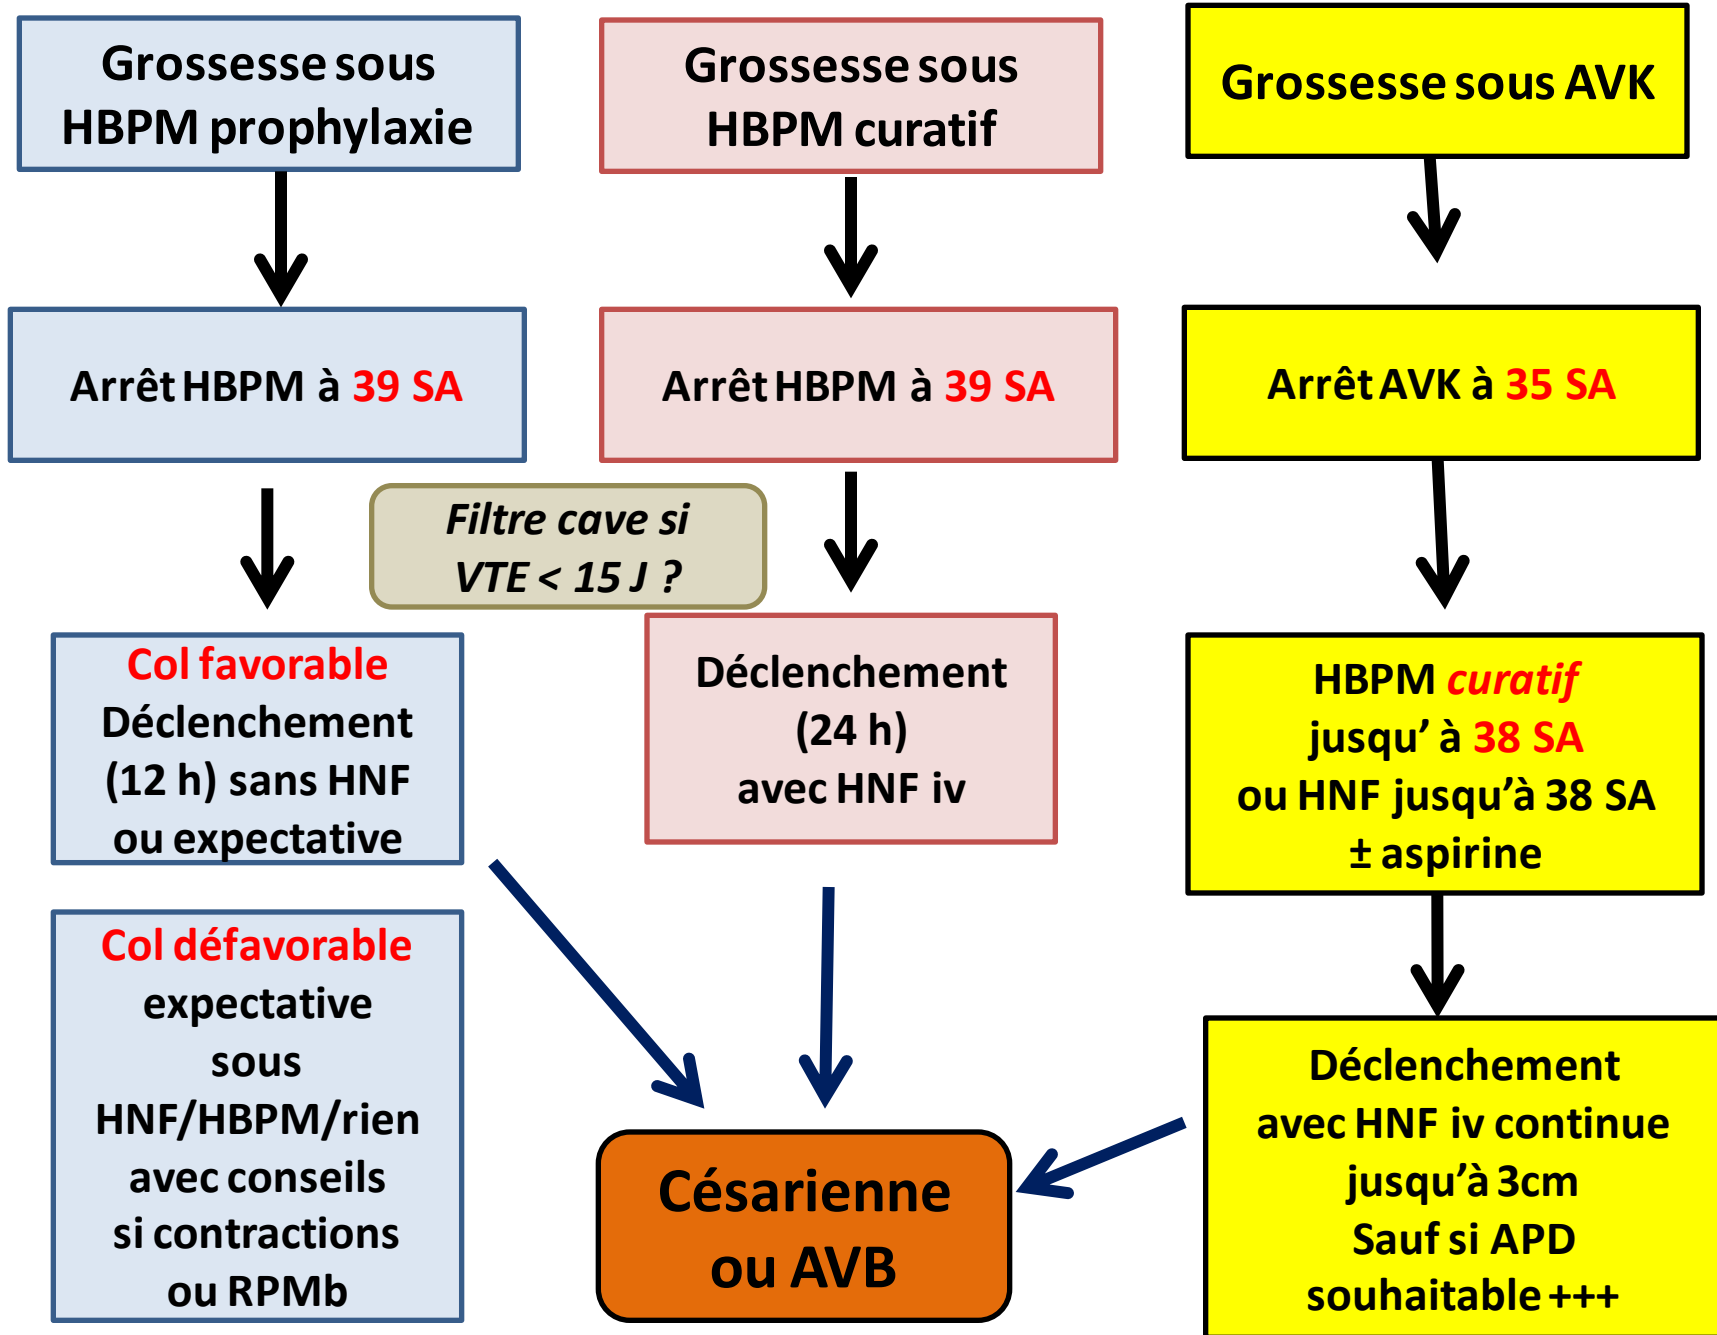 Grossesse sous
HBPM prophylaxie
Grossesse sous
HBPM curatif
Grossesse sous AVK
Arrêt HBPM à 39 SA
Arrêt HBPM à 39 SA
Arrêt AVK à 35 SA
Filtre cave si
VTE < 15 J ?
Col favorable
Déclenchement
(12 h) sans HNF
ou expectative
Déclenchement
(24 h)
avec HNF iv
HBPM curatif
jusqu' à 38 SA
ou HNF jusqu'à 38 SA
± aspirine
Col défavorable
expectative
sous
HNF/HBPM/rien
avec conseils
si contractions
ou RPMb
Césarienne
ou AVB
Déclenchement
avec HNF iv continue
jusqu'à 3cm
Sauf si APD
souhaitable +++